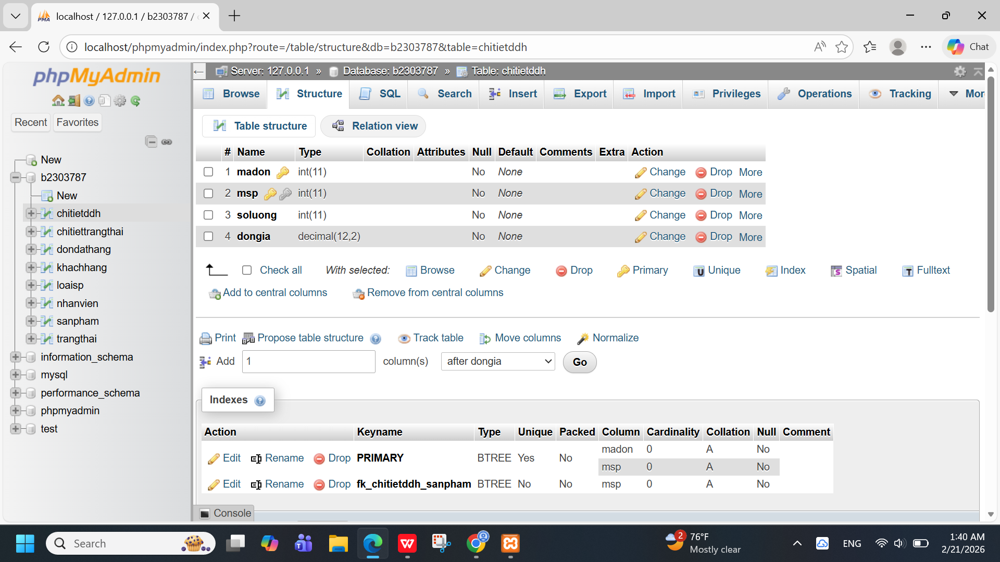 localhost / 127.0.0.1 / b2303787 /
localhost/phpmyadmin/index.php?route=/table/structure&db=b2303787&table=chitietddh
Chat
phpMyAdmin
Recent Favorites
New
b2303787
New
chitietddh
chitiettrangthai
dondathang
khachhang
loaisp
nhanvien
sanpham
trangthai
information_schema
mysql
performance_schema
phpmyadmin
test
Server: 127.0.0.1 » Database: b2303787 » Table: chitietddh
Browse Structure SQL Search Insert Export Import Privileges Operations Tracking Mor
Table structure Relation view
# Name Type Collation Attributes Null Default Comments Extra Action
1 madon int(11) No None Change Drop More
2 msp int(11) No None Change Drop More
3 soluong int(11) No None Change Drop More
4 dongia decimal(12,2) No None Change Drop More
Check all With selected: Browse Change Drop Primary Unique Index Spatial Fulltext
Add to central columns Remove from central columns
Print Propose table structure Track table Move columns Normalize
Add 1 column(s) after dongia Go
Indexes
Action Keyname Type Unique Packed Column Cardinality Collation Null Comment
Edit Rename Drop PRIMARY BTREE Yes No madon 0 A No
msp 0 A No
Edit Rename Drop fk_chitietddh_sanpham BTREE No No msp 0 A No
Console
Search
2
76°F
Mostly clear
ENG
1:40 AM
2/21/2026